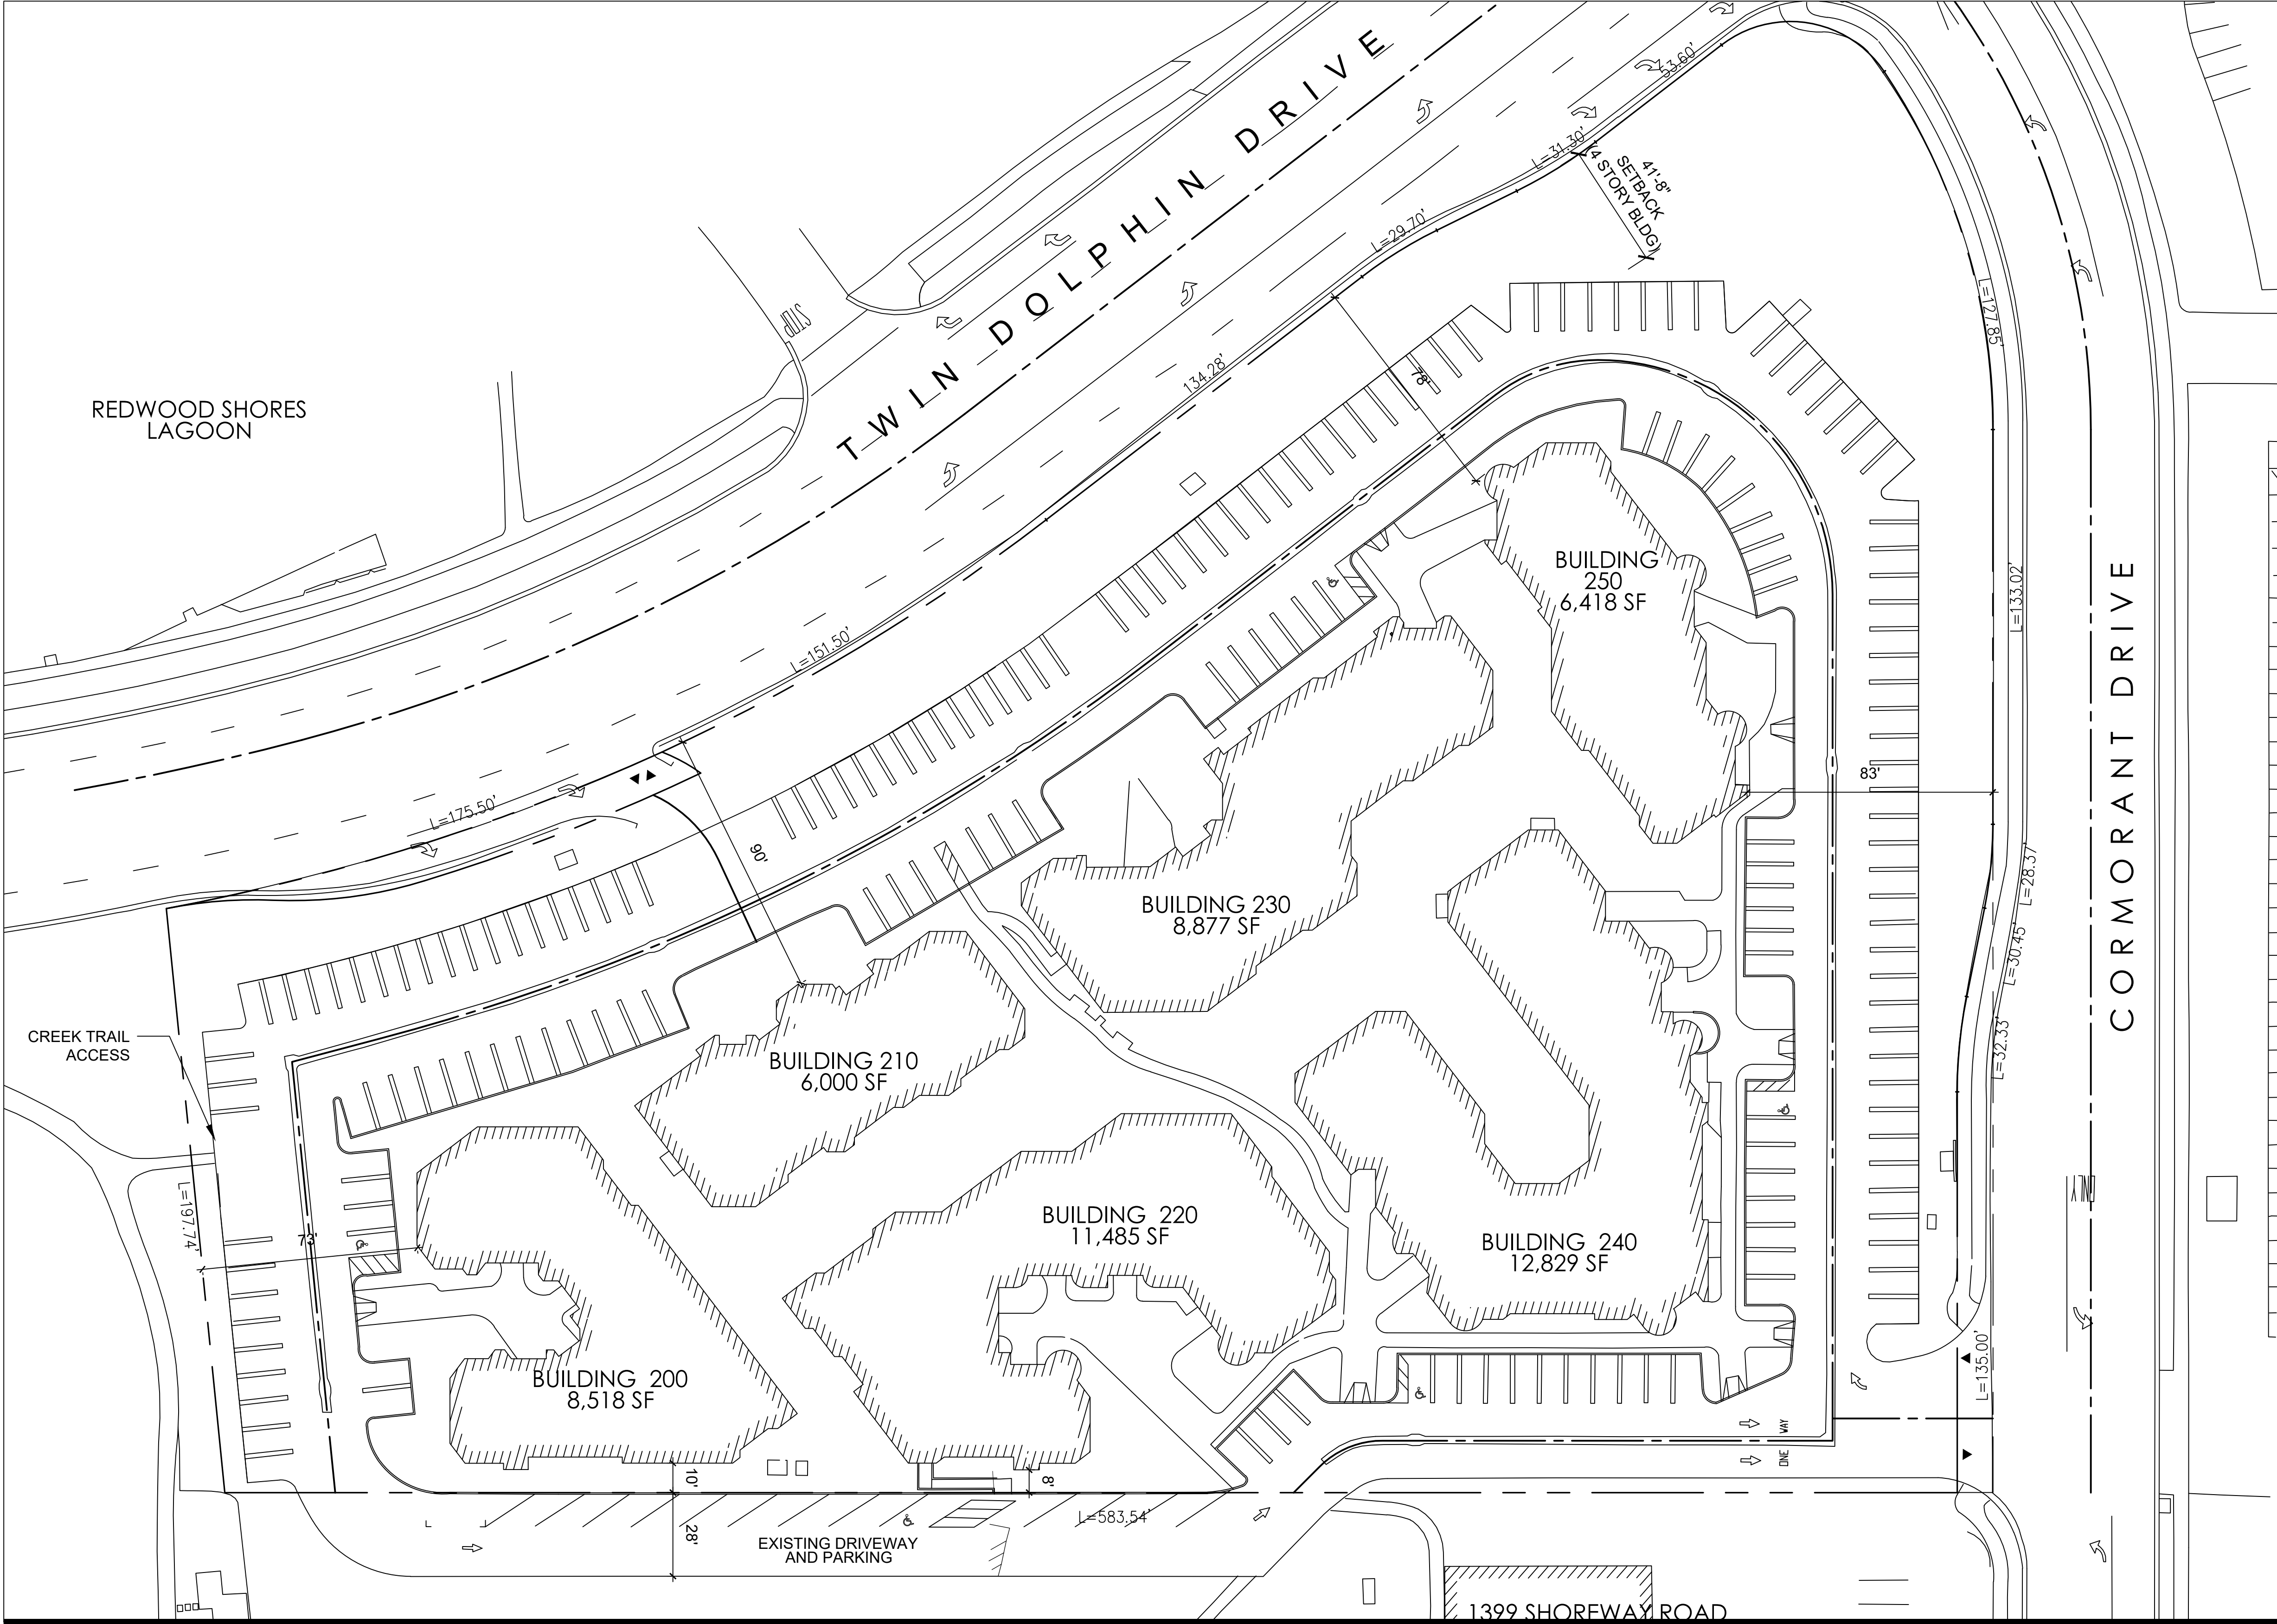 TWIN DOLPHIN DRIVE
53.60'
L=31.30'
41'-8"
SETBACK
(4 STORY BLDG)
L=29.70'
L=127.85'
STOP
78'
134.28'
REDWOOD SHORES
LAGOON
BUILDING
250
6,418 SF
L=133.02'
CORMORANT DRIVE
L=151.50'
83'
L=175.50'
90'
L=28.37'
BUILDING 230
8,877 SF
L=30.45'
CREEK TRAIL
ACCESS
L=32.33'
BUILDING 210
6,000 SF
L=197.74'
73'
ONLY
BUILDING 220
11,485 SF
BUILDING 240
12,829 SF
BUILDING 200
8,518 SF
L=135.00'
ONE WAY
10'
8'
28'
L=583.54'
EXISTING DRIVEWAY
AND PARKING
1399 SHOREWAY ROAD